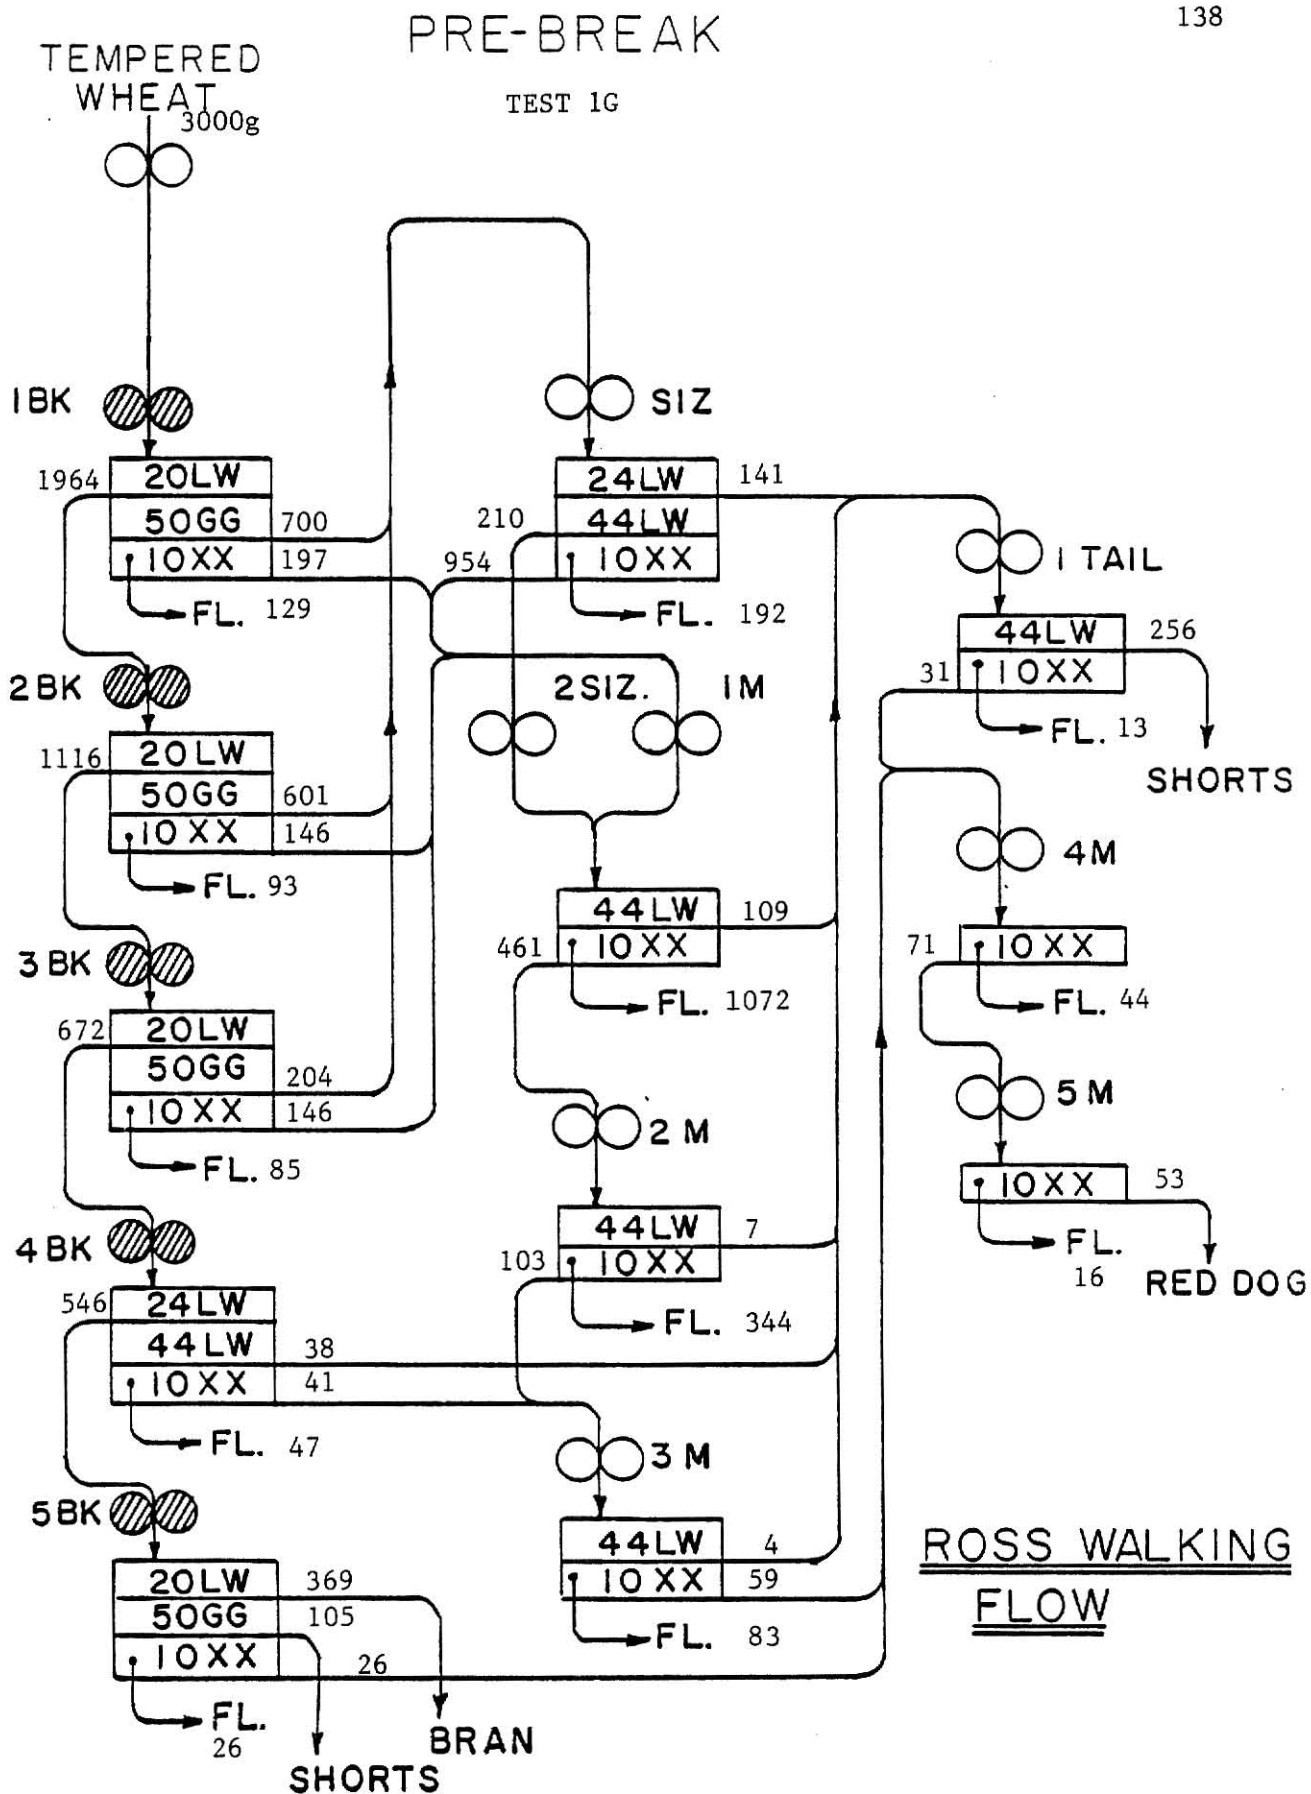 138
PRE-BREAK
TEST 1G
TEMPERED
WHEAT
3000g
1BK
1964
20LW
50GG 700
10XX 197
FL. 129
2BK
1116
20LW
50GG 601
10XX 146
FL. 93
3BK
672
20LW
50GG 204
10XX 146
FL. 85
4BK
546
24LW
44LW 38
10XX 41
FL. 47
5BK
20LW 369
50GG 105
10XX 26
FL.
26
SHORTS
BRAN
SIZ
24LW 141
210 44LW
954 10XX
FL. 192
2SIZ. 1M
44LW 109
461 10XX
FL. 1072
2M
44LW 7
103 10XX
FL. 344
3M
44LW 4
10XX 59
FL. 83
1 TAIL
44LW 256
31 10XX
FL. 13
SHORTS
4M
71 10XX
FL. 44
5M
10XX 53
FL.
16
RED DOG
ROSS WALKING
FLOW